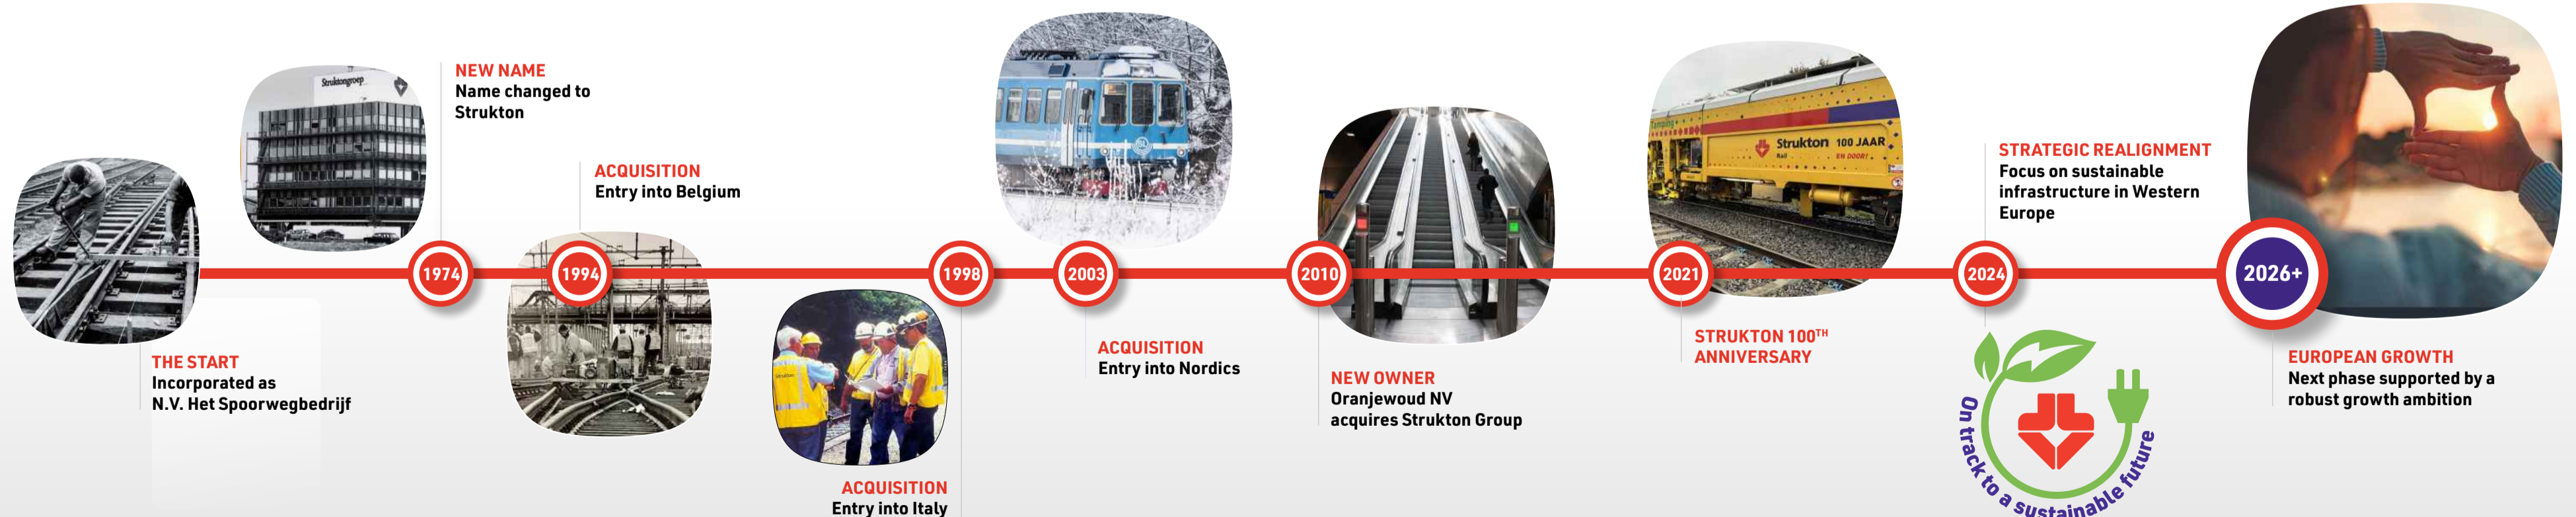 THE START
Incorporated as
N.V. Het Spoorwegbedrijf
Struktongroep
1974
NEW NAME
Name changed to
Strukton
1994
ACQUISITION
Entry into Belgium
1998
ACQUISITION
Entry into Italy
2003
ACQUISITION
Entry into Nordics
2010
NEW OWNER
Oranjewoud NV
acquires Strukton Group
2021
Strukton 100 JAAR
Rail EN DOOR!
STRUKTON 100TH
ANNIVERSARY
2024
STRATEGIC REALIGNMENT
Focus on sustainable
infrastructure in Western
Europe
On track to a sustainable future
2026+
EUROPEAN GROWTH
Next phase supported by a
robust growth ambition